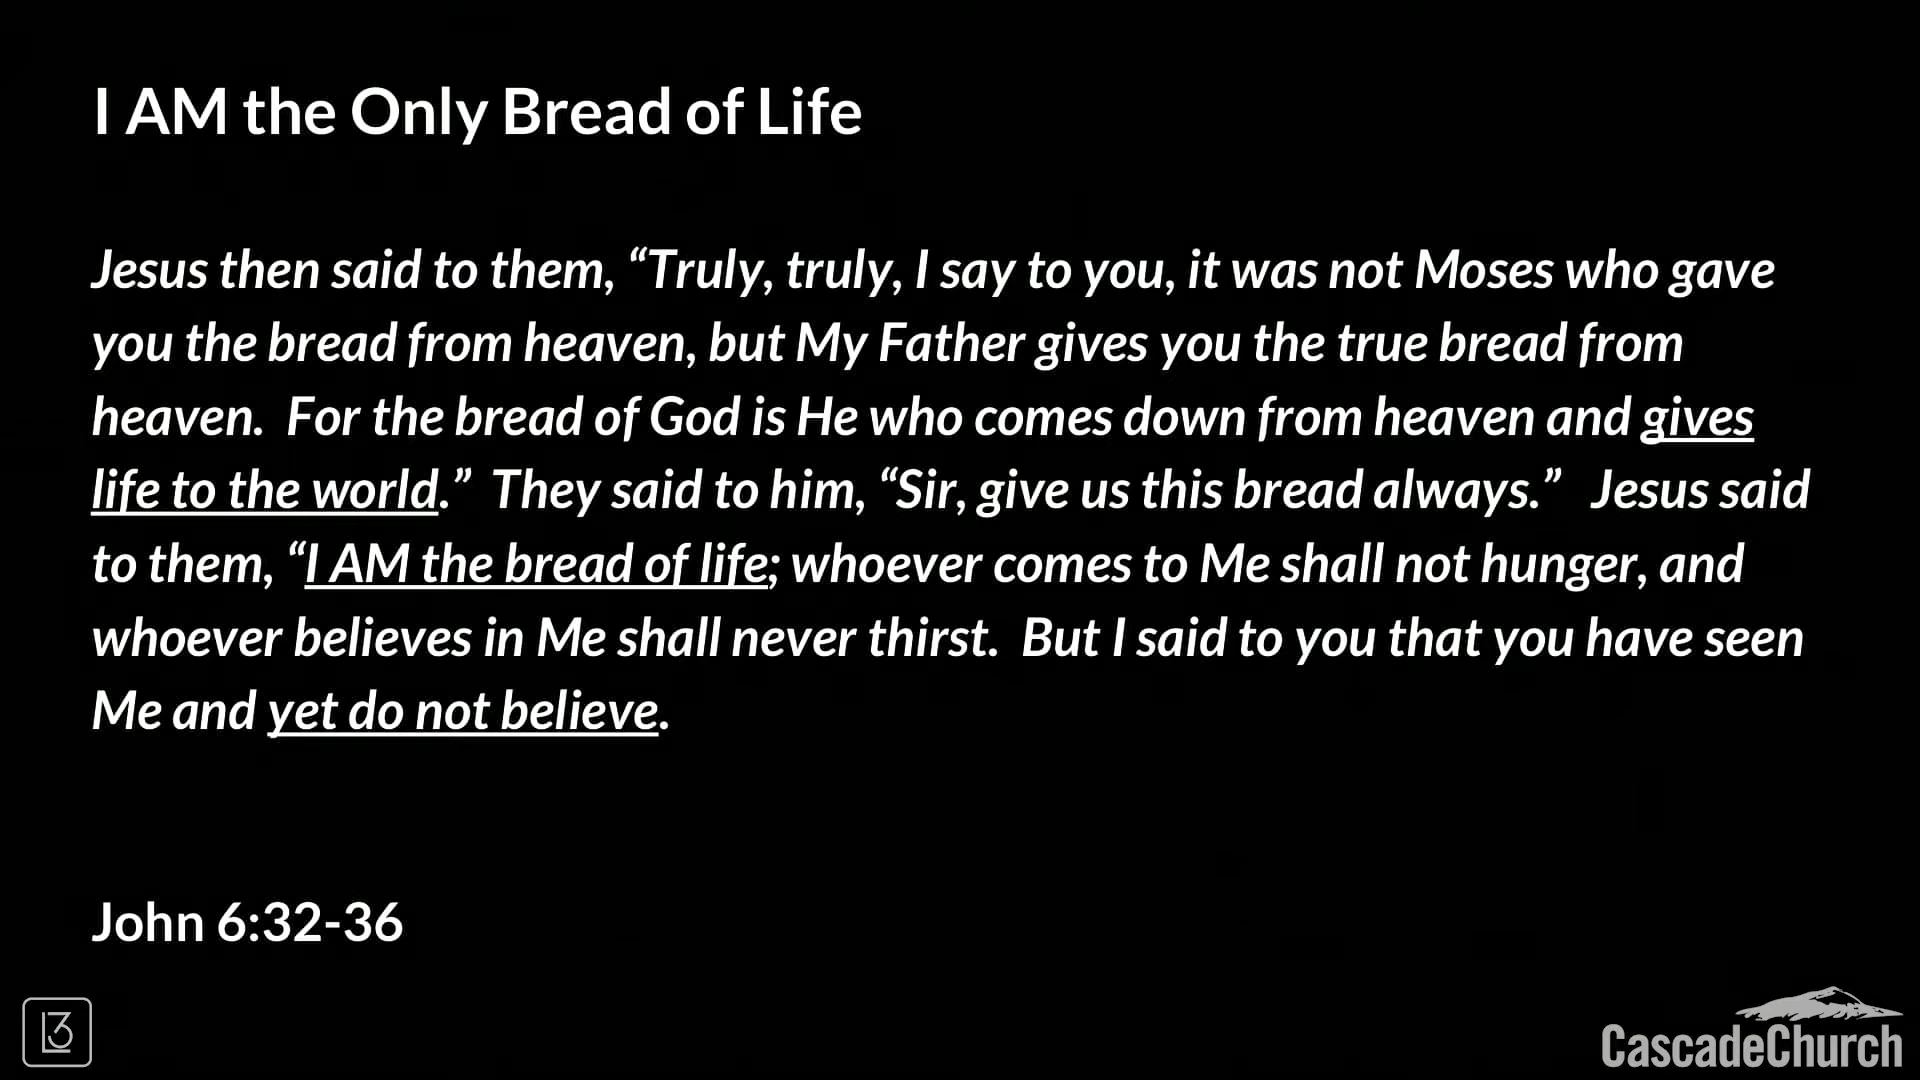 I AM the Only Bread of Life
Jesus then said to them, “Truly, truly, I say to you, it was not Moses who gave
you the bread from heaven, but My Father gives you the true bread from
heaven.  For the bread of God is He who comes down from heaven and gives
life to the world.”  They said to him, “Sir, give us this bread always.”   Jesus said
to them, “I AM the bread of life; whoever comes to Me shall not hunger, and
whoever believes in Me shall never thirst.  But I said to you that you have seen
Me and yet do not believe.
John 6:32-36
L3
CascadeChurch